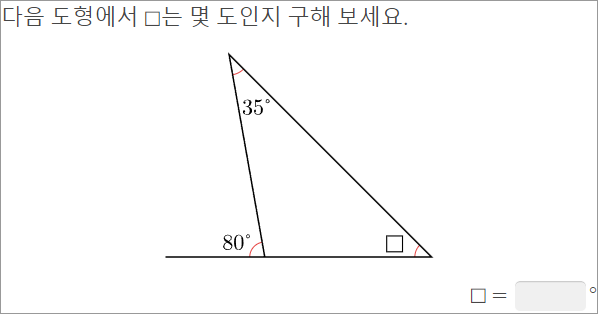 다음 도형에서 □는 몇 도인지 구해 보세요.
35°
80°
□
□ = °